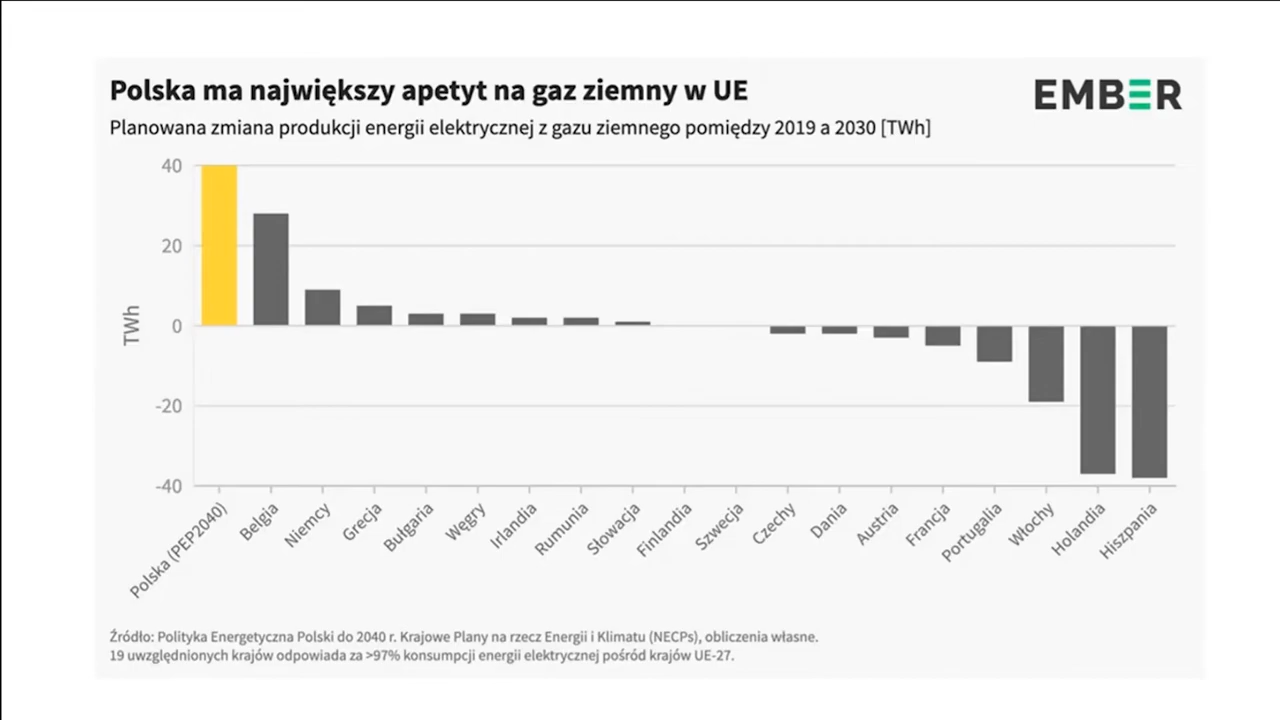 Polska ma największy apetyt na gaz ziemny w UE
EMBER
Planowana zmiana produkcji energii elektrycznej z gazu ziemnego pomiędzy 2019 a 2030 [TWh]
40
20
0
-20
-40
TWh
Polska (PEP2040)
Belgia
Niemcy
Grecja
Bułgaria
Węgry
Irlandia
Rumunia
Słowacja
Finlandia
Szwecja
Czechy
Dania
Austria
Francja
Portugalia
Włochy
Holandia
Hiszpania
Źródło: Polityka Energetyczna Polski do 2040 r. Krajowe Plany na rzecz Energii i Klimatu (NECPs), obliczenia własne.
19 uwzględnionych krajów odpowiada za >97% konsumpcji energii elektrycznej pośród krajów UE-27.